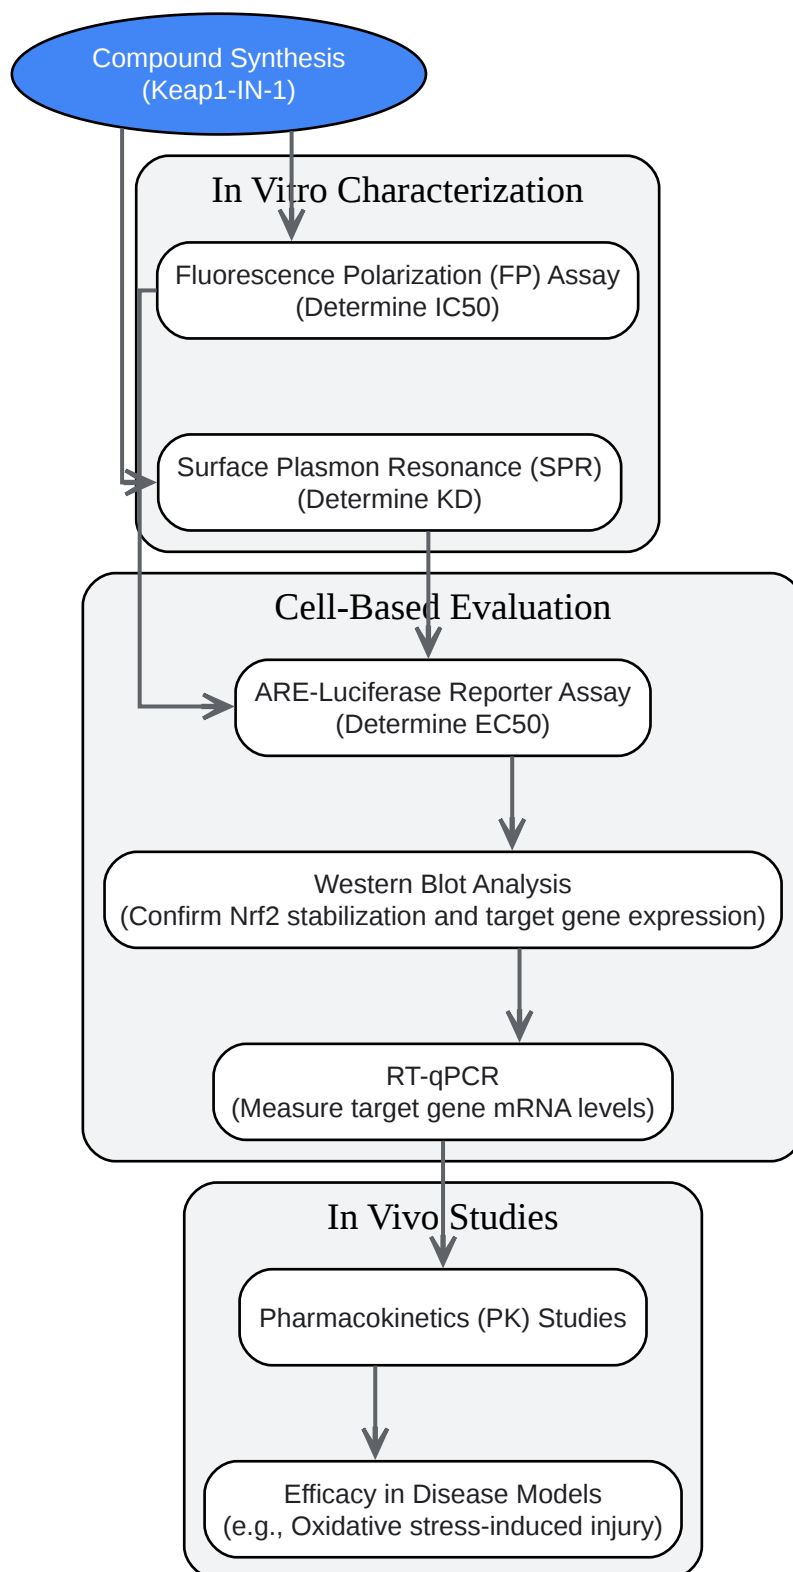 Compound Synthesis
(Keap1-IN-1)
In Vitro Characterization
Fluorescence Polarization (FP) Assay
(Determine IC50)
Surface Plasmon Resonance (SPR)
(Determine KD)
Cell-Based Evaluation
ARE-Luciferase Reporter Assay
(Determine EC50)
Western Blot Analysis
(Confirm Nrf2 stabilization and target gene expression)
RT-qPCR
(Measure target gene mRNA levels)
In Vivo Studies
Pharmacokinetics (PK) Studies
Efficacy in Disease Models
(e.g., Oxidative stress-induced injury)